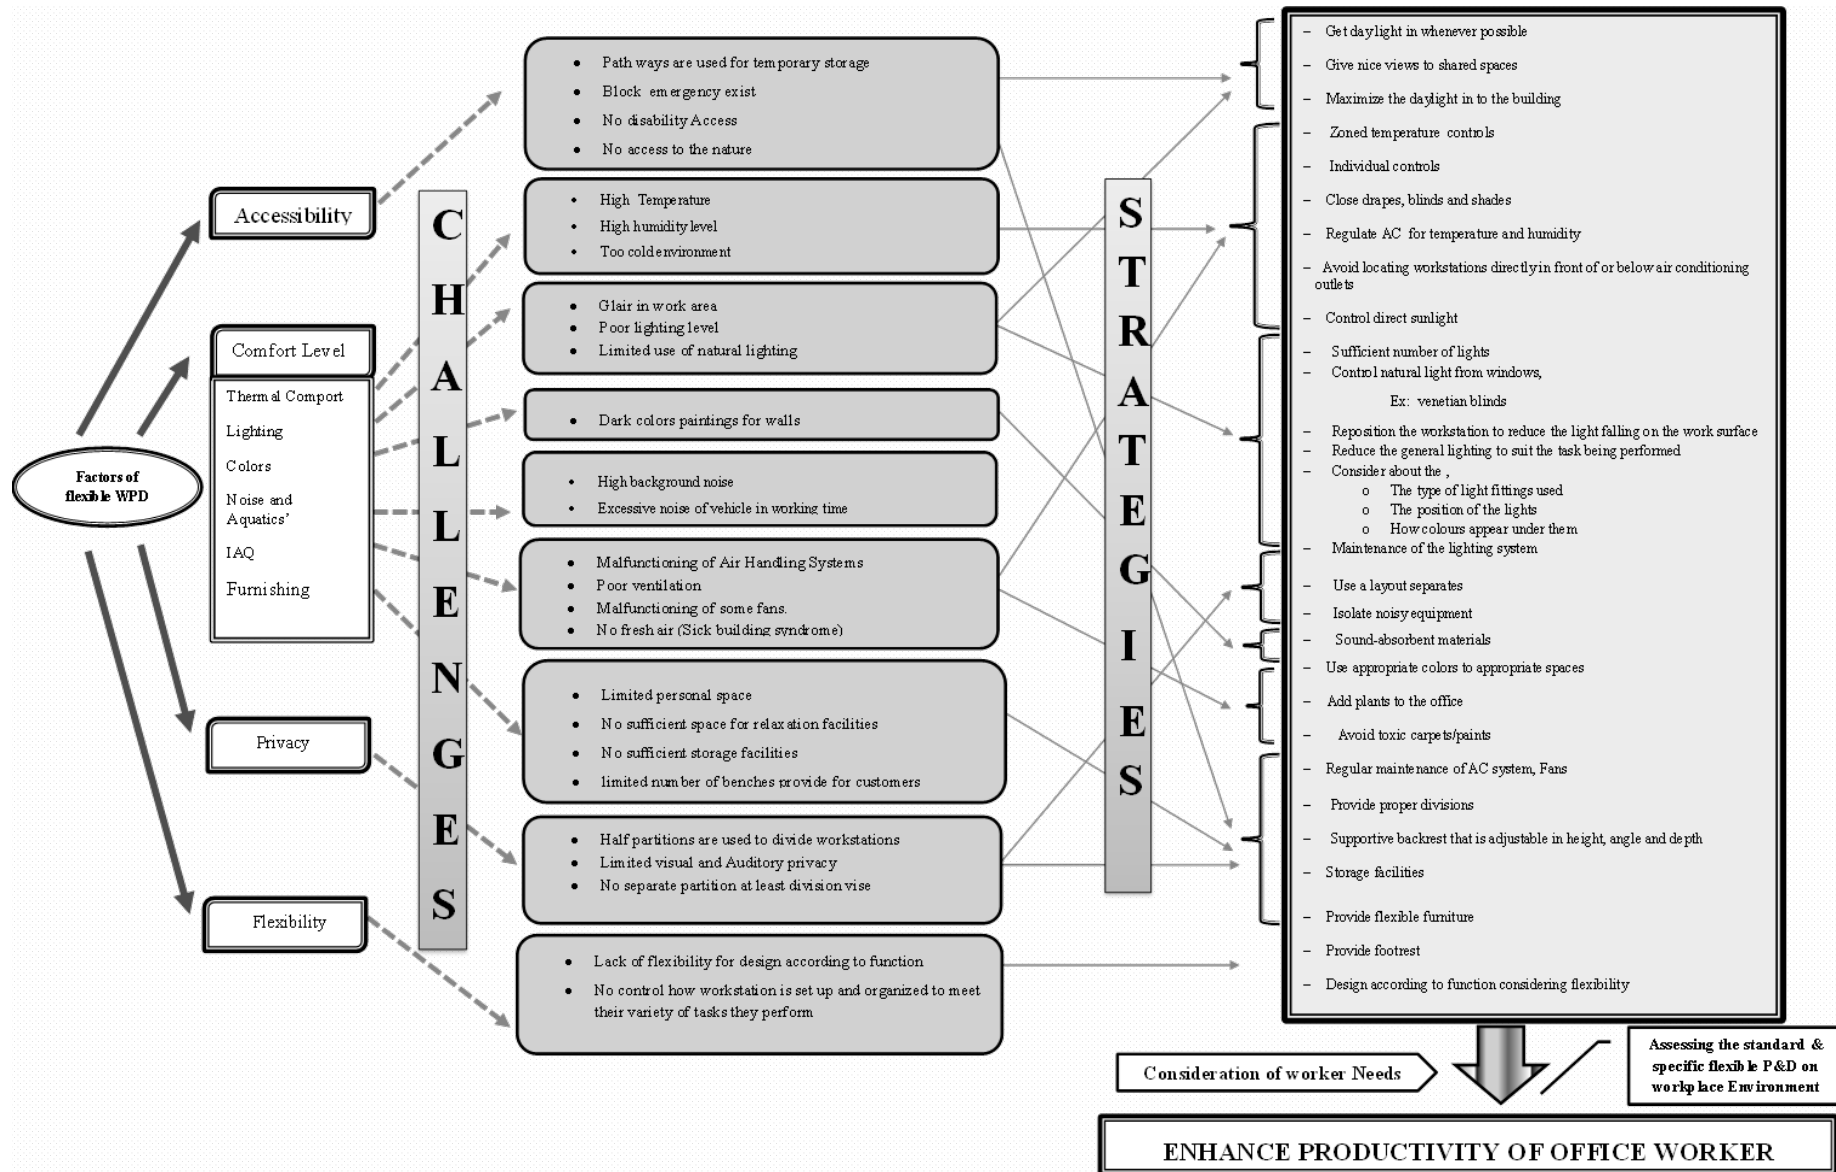 Factors of
flexible WPD
Accessibility
Comfort Level
Thermal Comport
Lighting
Colors
Noise and
Aquatics’
IAQ
Furnishing
Privacy
Flexibility
CHALLENGES
• Path ways are used for temporary storage
• Block emergency exist
• No disability Access
• No access to the nature
• High Temperature
• High humidity level
• Too cold environment
• Glair in work area
• Poor lighting level
• Limited use of natural lighting
• Dark colors paintings for walls
• High background noise
• Excessive noise of vehicle in working time
• Malfunctioning of Air Handling Systems
• Poor ventilation
• Malfunctioning of some fans.
• No fresh air (Sick building syndrome)
• Limited personal space
• No sufficient space for relaxation facilities
• No sufficient storage facilities
• limited number of benches provide for customers
• Half partitions are used to divide workstations
• Limited visual and Auditory privacy
• No separate partition at least division vise
• Lack of flexibility for design according to function
• No control how workstation is set up and organized to meet
their variety of tasks they perform
STRATEGIES
– Get daylight in whenever possible
– Give nice views to shared spaces
– Maximize the daylight in to the building
– Zoned temperature controls
– Individual controls
– Close drapes, blinds and shades
– Regulate AC for temperature and humidity
– Avoid locating workstations directly in front of or below air conditioning
outlets
– Control direct sunlight
– Sufficient number of lights
– Control natural light from windows,
Ex: venetian blinds
– Reposition the workstation to reduce the light falling on the work surface
– Reduce the general lighting to suit the task being performed
– Consider about the ,
o The type of light fittings used
o The position of the lights
o How colours appear under them
– Maintenance of the lighting system
– Use a layout separates
– Isolate noisy equipment
– Sound-absorbent materials
– Use appropriate colors to appropriate spaces
– Add plants to the office
– Avoid toxic carpets/paints
– Regular maintenance of AC system, Fans
– Provide proper divisions
– Supportive backrest that is adjustable in height, angle and depth
– Storage facilities
– Provide flexible furniture
– Provide footrest
– Design according to function considering flexibility
Consideration of worker Needs
Assessing the standard &
specific flexible P&D on
workplace Environment
ENHANCE PRODUCTIVITY OF OFFICE WORKER